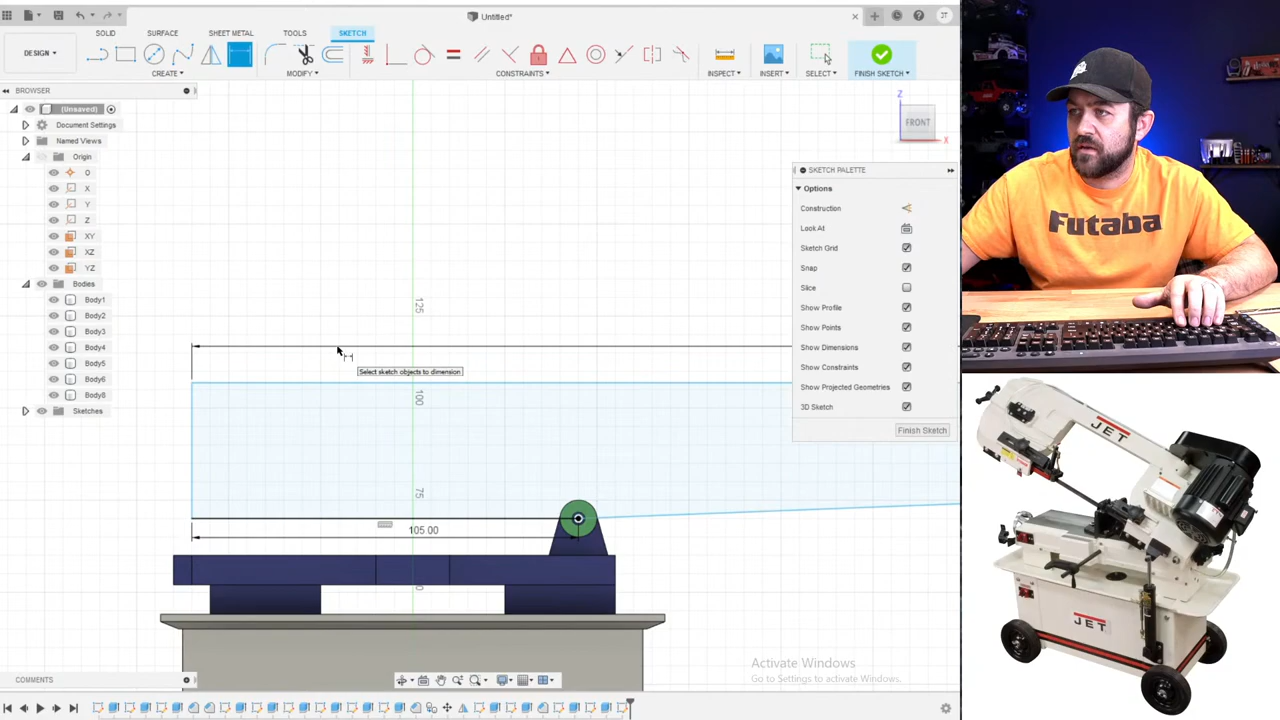 Untitled*
JT
DESIGN
SOLID
SURFACE
SHEET METAL
TOOLS
SKETCH
CREATE
MODIFY
CONSTRAINTS
INSPECT
INSERT
SELECT
FINISH SKETCH
BROWSER
(Unsaved)
Document Settings
Named Views
Origin
O
X
Y
Z
XY
XZ
YZ
Bodies
Body1
Body2
Body3
Body4
Body5
Body6
Body8
Sketches
Z
FRONT
X
SKETCH PALETTE
Options
Construction
Look At
Sketch Grid
Snap
Slice
Show Profile
Show Points
Show Dimensions
Show Constraints
Show Projected Geometries
3D Sketch
Finish Sketch
125
Select sketch objects to dimension
100
75
105.00
Activate Windows
Go to Settings to activate Windows.
COMMENTS
Futaba
JET
JET